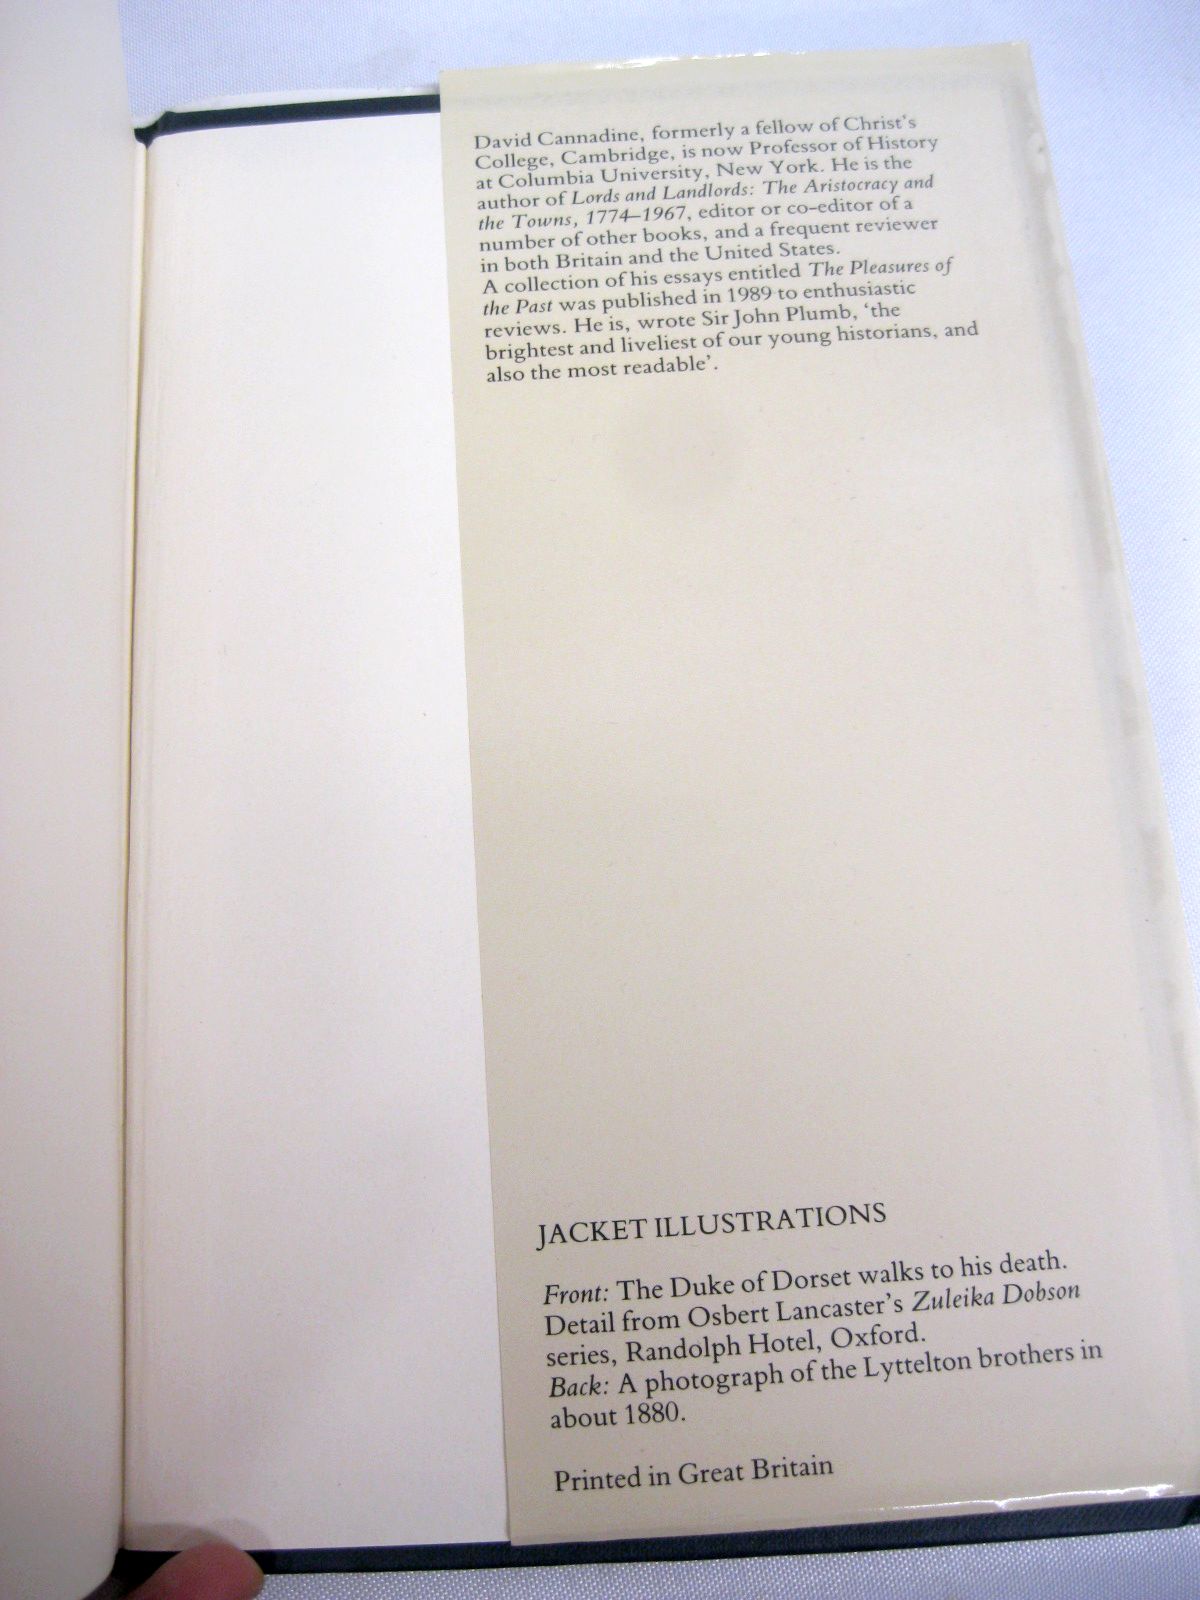 David Cannadine, formerly a fellow of Christ's
College, Cambridge, is now Professor of History
at Columbia University, New York. He is the
author of Lords and Landlords: The Aristocracy and
the Towns, 1774–1967, editor or co-editor of a
number of other books, and a frequent reviewer
in both Britain and the United States.
A collection of his essays entitled The Pleasures of
the Past was published in 1989 to enthusiastic
reviews. He is, wrote Sir John Plumb, ‘the
brightest and liveliest of our young historians, and
also the most readable’.
JACKET ILLUSTRATIONS
Front: The Duke of Dorset walks to his death.
Detail from Osbert Lancaster's Zuleika Dobson
series, Randolph Hotel, Oxford.
Back: A photograph of the Lyttelton brothers in
about 1880.
Printed in Great Britain